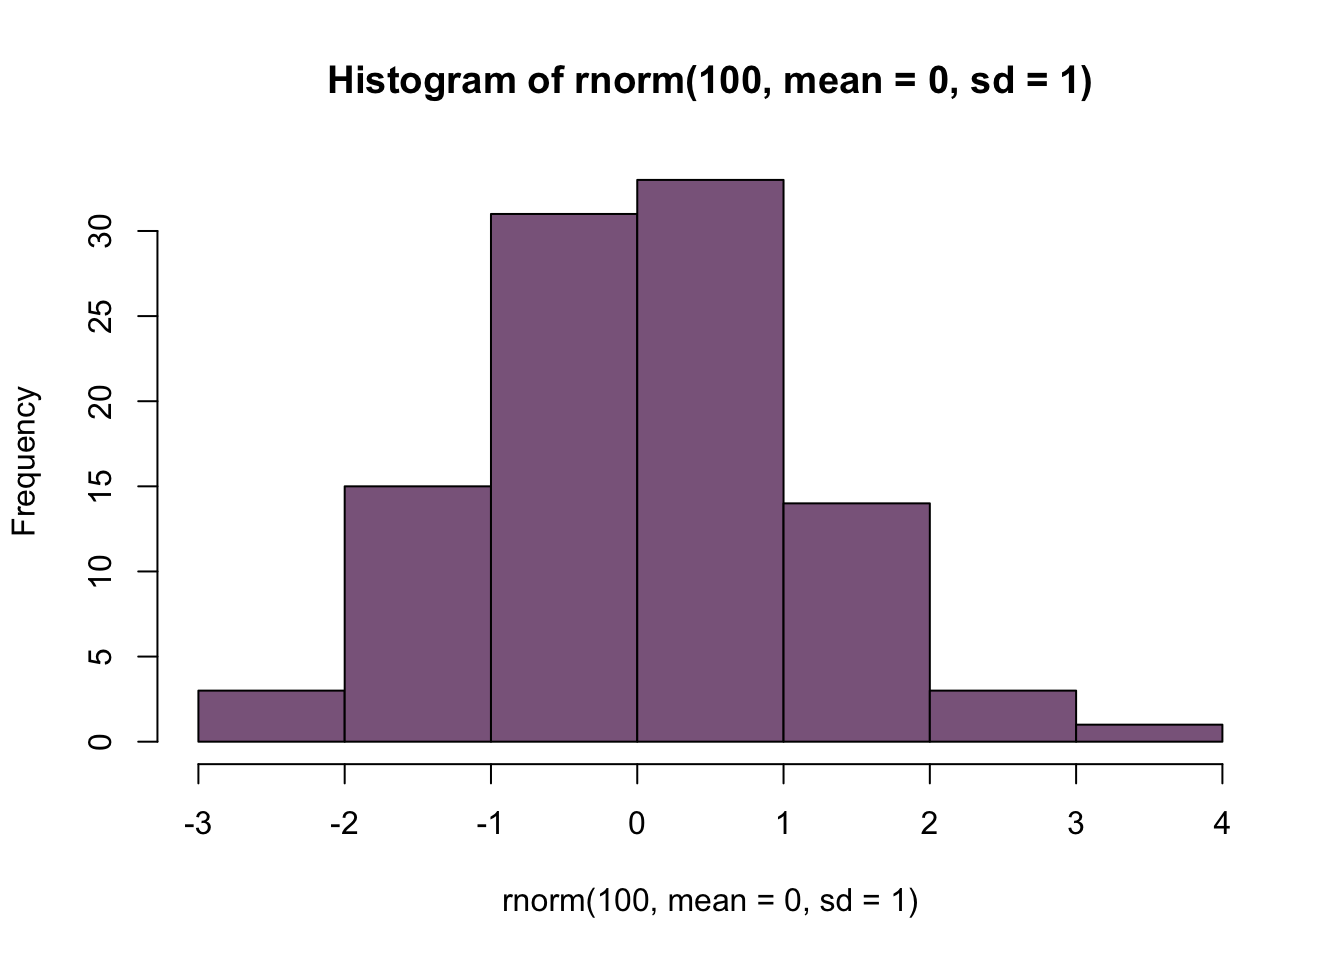 Histogram of rnorm(100, mean = 0, sd = 1)
Frequency
30
25
20
15
10
5
0
-3 -2 -1 0 1 2 3 4
rnorm(100, mean = 0, sd = 1)